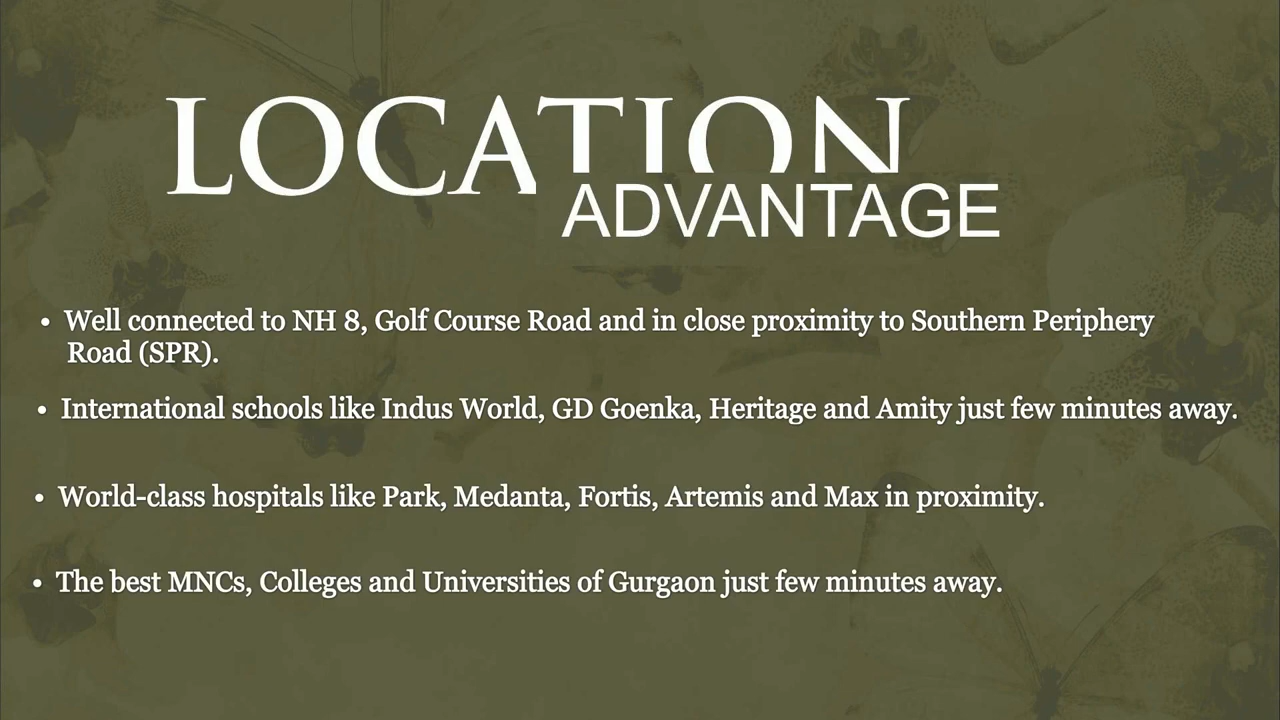 LOCATION
ADVANTAGE
• Well connected to NH 8, Golf Course Road and in close proximity to Southern Periphery
Road (SPR).
• International schools like Indus World, GD Goenka, Heritage and Amity just few minutes away.
• World-class hospitals like Park, Medanta, Fortis, Artemis and Max in proximity.
• The best MNCs, Colleges and Universities of Gurgaon just few minutes away.